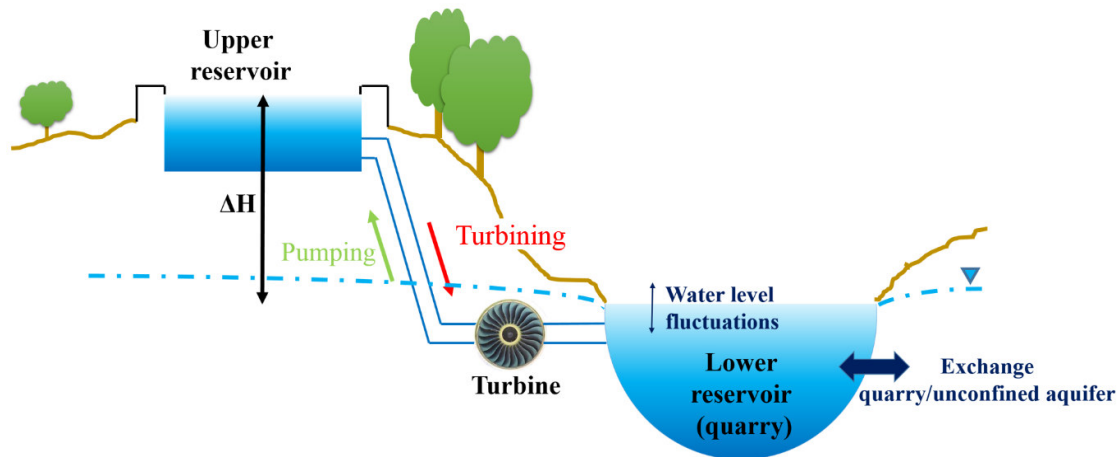 Upper
reservoir
ΔH
Pumping
Turbining
Turbine
Water level
fluctuations
Lower
reservoir
(quarry)
Exchange
quarry/unconfined aquifer